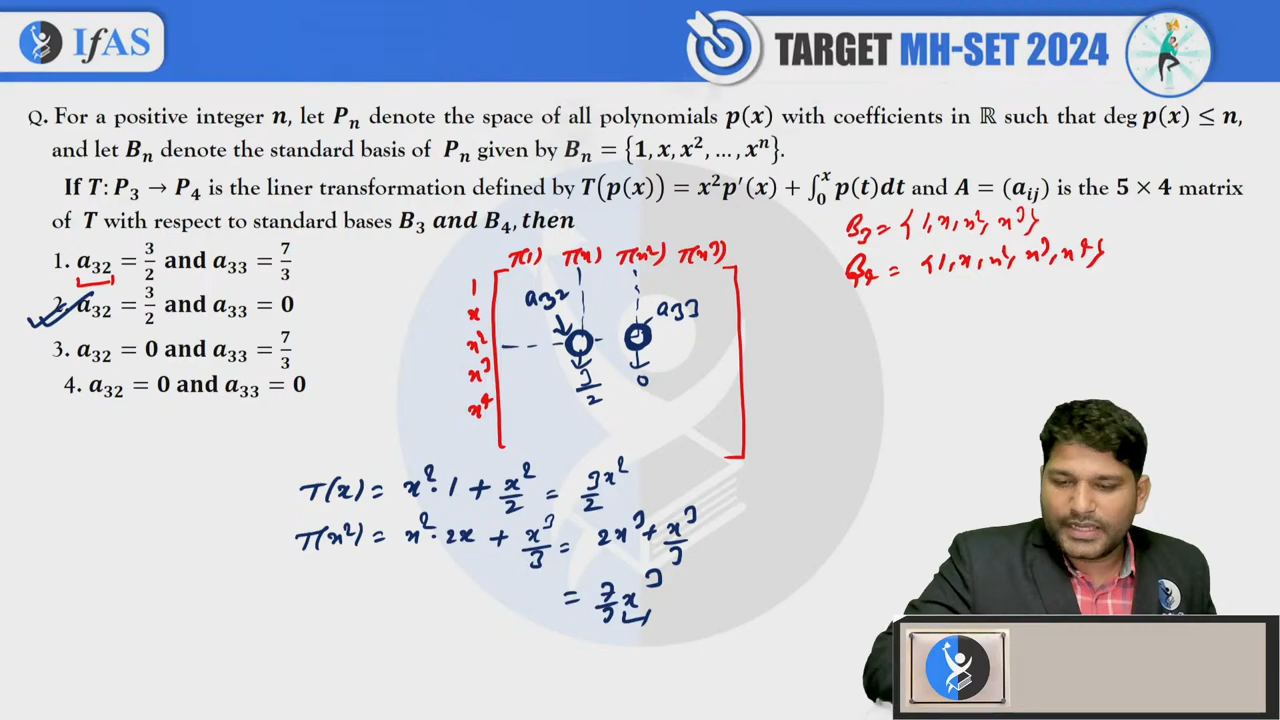 IfAS
TARGET MH-SET 2024
Q. For a positive integer n, let Pₙ denote the space of all polynomials p(x) with coefficients in ℝ such that deg p(x) ≤ n,
and let Bₙ denote the standard basis of Pₙ given by Bₙ = {1, x, x², ..., xⁿ}.
If T: P₃ → P₄ is the liner transformation defined by T(p(x)) = x²p′(x) + ∫₀ˣ p(t)dt and A = (aᵢⱼ) is the 5 × 4 matrix
of T with respect to standard bases B₃ and B₄, then
B₃ = {1, x, x², x³}
B₄ = {1, x, x², x³, x⁴}
1. a₃₂ = 3/2 and a₃₃ = 7/3
2. a₃₂ = 3/2 and a₃₃ = 0
3. a₃₂ = 0 and a₃₃ = 7/3
4. a₃₂ = 0 and a₃₃ = 0
T(1) T(x) T(x²) T(x³)
1
x
x²
x³
x⁴
a32
a33
3/2
0
T(x) = x²·1 + x²/2 = 3x²/2
T(x²) = x²·2x + x³/3 = 2x³ + x³/3
= 7/3 x³